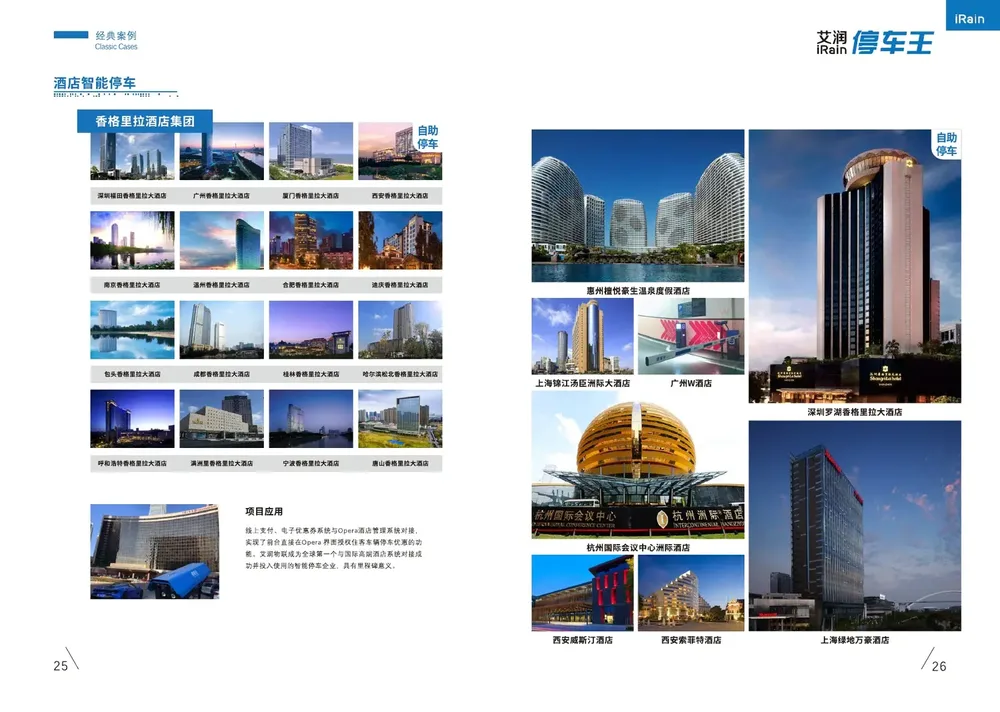 经典案例
Classic Cases
酒店智能停车
香格里拉酒店集团
自助
停车
深圳福田香格里拉大酒店
广州香格里拉大酒店
厦门香格里拉大酒店
西安香格里拉大酒店
南京香格里拉大酒店
温州香格里拉大酒店
合肥香格里拉大酒店
迪庆香格里拉大酒店
包头香格里拉大酒店
成都香格里拉大酒店
桂林香格里拉大酒店
哈尔滨松北香格里拉大酒店
呼和浩特香格里拉大酒店
满洲里香格里拉大酒店
宁波香格里拉大酒店
唐山香格里拉大酒店
项目应用
线上支付、电子优惠券系统与Opera酒店管理系统对接,
实现了前台直接在Opera 界面授权住客车辆停车优惠的功
能。艾润物联成为全球第一个与国际高端酒店系统对接成
功并投入使用的智能停车企业,具有里程碑意义。
25
iRain
艾润
iRain
停车王
自助
停车
惠州檀悦豪生温泉度假酒店
上海锦江汤臣洲际大酒店
广州W酒店
深圳罗湖香格里拉大酒店
杭州国际会议中心
杭州洲际酒店
INTERCONTINENTAL HANGZHOU
杭州国际会议中心洲际酒店
西安威斯汀酒店
西安索菲特酒店
上海绿地万豪酒店
26